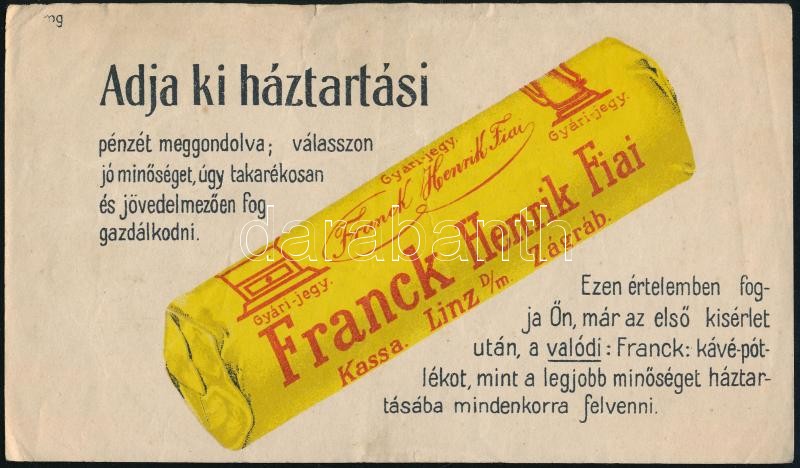 Adja ki háztartási
pénzét meggondolva; válasszon
jó minőséget, úgy takarékosan
és jövedelmezően fog
gazdálkodni.
Gyári-jegy.
Gyári-jegy.
Gyári-jegy.
Franck Henrik Fiai
Franck Henrik Fiai
Kassa. Linz D/m. Zágráb.
darabanth
Ezen értelemben fog-
ja Ön, már az első kisérlet
után, a valódi : Franck : kávé-pót-
lékot, mint a legjobb minőséget háztar-
tásába mindenkorra felvenni.